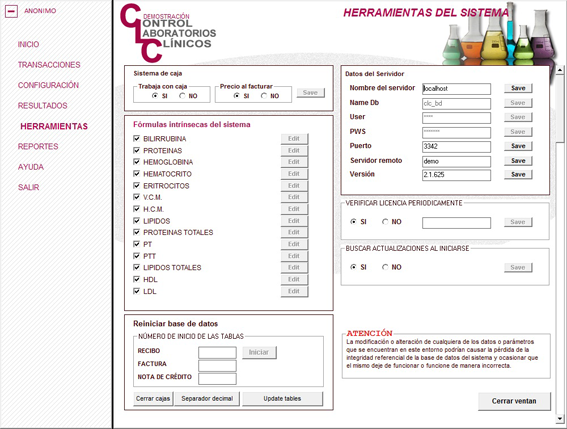 ANONIMO
INICIO
TRANSACCIONES
CONFIGURACIÓN
RESULTADOS
HERRAMIENTAS
REPORTES
AYUDA
SALIR
DEMOSTRACIÓN
CONTROL
LABORATORIOS
CLÍNICOS
HERRAMIENTAS DEL SISTEMA
Sistema de caja
Trabaja con caja
SI NO
Precio al facturar
SI NO
Save
Fórmulas intrinsecas del sistema
BILIRRUBINA Edit
PROTEINAS Edit
HEMOGLOBINA Edit
HEMATOCRITO Edit
ERITROCITOS Edit
V.C.M. Edit
H.C.M. Edit
LIPIDOS Edit
PROTEINAS TOTALES Edit
PT Edit
PTT Edit
LIPIDOS TOTALES Edit
HDL Edit
LDL Edit
Reiniciar base de datos
NÚMERO DE INICIO DE LAS TABLAS
RECIBO Iniciar
FACTURA
NOTA DE CRÉDITO
Cerrar cajas Separador decimal Update tables
Datos del Serividor
Nombre del servidor localhost Save
Name Db clc_bd Save
User **** Save
PWS ******* Save
Puerto 3342 Save
Servidor remoto demo Save
Versión 2.1.625 Save
VERIFICAR LICENCIA PERIODICAMENTE
SI NO Save
BUSCAR ACTUALIZACIONES AL INICIARSE
SI NO Save
ATENCIÓN
La modificación o alteración de cualquiera de los datos o parámetros
que se encuentran en este entorno podrían causar la pérdida de la
integridad referencial de la base de datos del sistema y ocasionar que
el mismo deje de funcionar o funcione de manera incorrecta.
Cerrar ventan